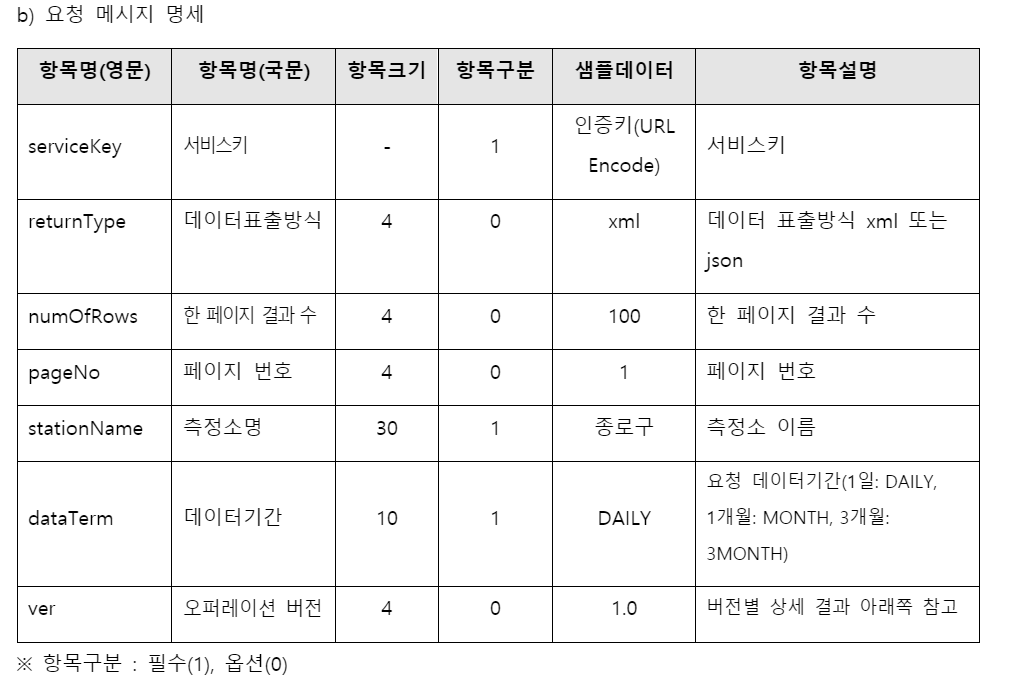 b) 요청 메시지 명세
항목명(영문) 항목명(국문) 항목크기 항목구분 샘플데이터 항목설명
serviceKey 서비스키 - 1 인증키(URL Encode) 서비스키
returnType 데이터표출방식 4 0 xml 데이터 표출방식 xml 또는 json
numOfRows 한 페이지 결과 수 4 0 100 한 페이지 결과 수
pageNo 페이지 번호 4 0 1 페이지 번호
stationName 측정소명 30 1 종로구 측정소 이름
dataTerm 데이터기간 10 1 DAILY 요청 데이터기간(1일: DAILY, 1개월: MONTH, 3개월: 3MONTH)
ver 오퍼레이션 버전 4 0 1.0 버전별 상세 결과 아래쪽 참고
※ 항목구분 : 필수(1), 옵션(0)